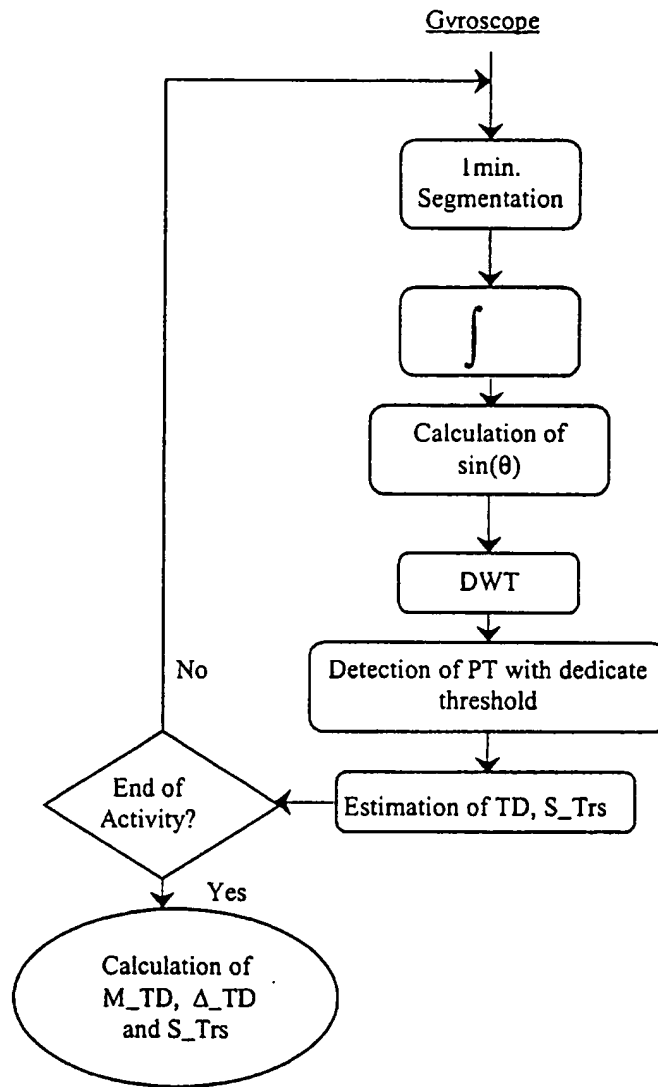 Gyroscope
1min.
Segmentation
∫
Calculation of
sin(θ)
DWT
Detection of PT with dedicate
threshold
Estimation of TD, S_Trs
End of
Activity?
No
Yes
Calculation of
M_TD, Δ_TD
and S_Trs